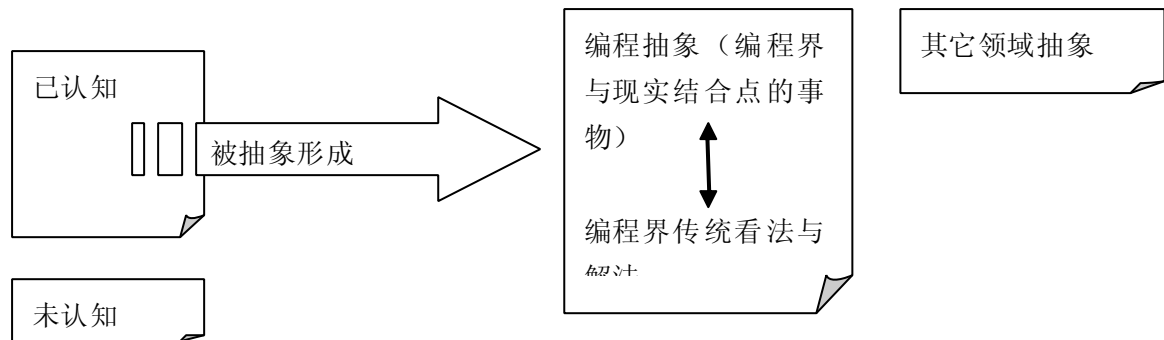 已认知
未认知
被抽象形成
编程抽象（编程界
与现实结合点的事
物）
编程界传统看法与
其它领域抽象